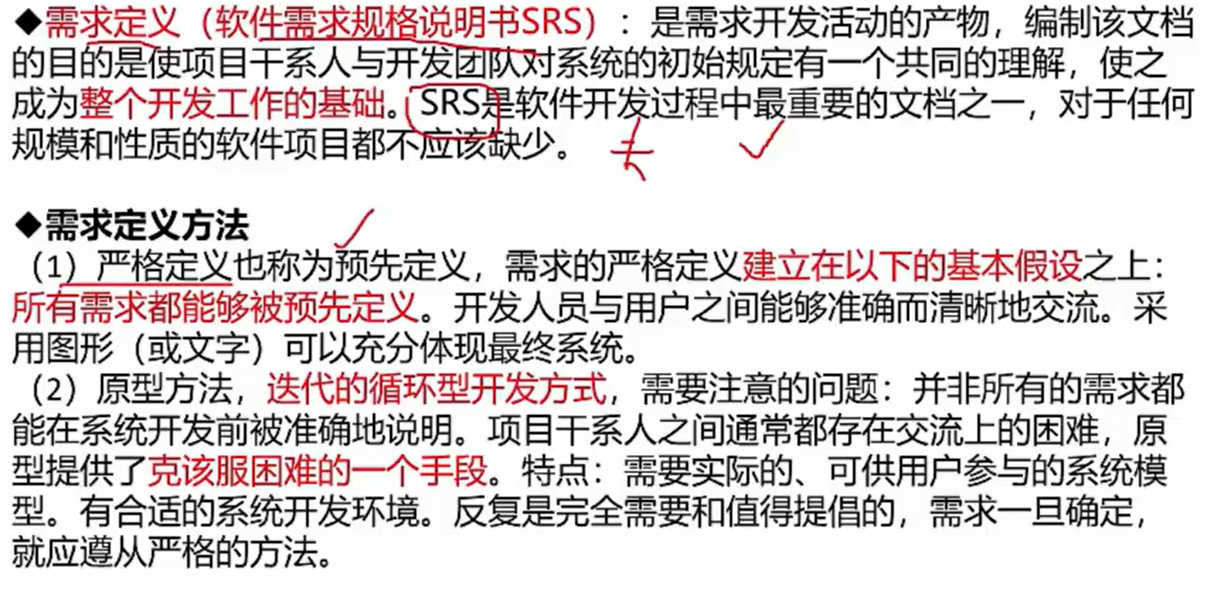 ◆需求定义（软件需求规格说明书SRS）：是需求开发活动的产物，编制该文档
的目的是使项目干系人与开发团队对系统的初始规定有一个共同的理解，使之
成为整个开发工作的基础。SRS是软件开发过程中最重要的文档之一，对于任何
规模和性质的软件项目都不应该缺少。
◆需求定义方法
（1）严格定义也称为预先定义，需求的严格定义建立在以下的基本假设之上：
所有需求都能够被预先定义。开发人员与用户之间能够准确而清晰地交流。采
用图形（或文字）可以充分体现最终系统。
（2）原型方法，迭代的循环型开发方式，需要注意的问题：并非所有的需求都
能在系统开发前被准确地说明。项目干系人之间通常都存在交流上的困难，原
型提供了克该服困难的一个手段。特点：需要实际的、可供用户参与的系统模
型。有合适的系统开发环境。反复是完全需要和值得提倡的，需求一旦确定，
就应遵从严格的方法。